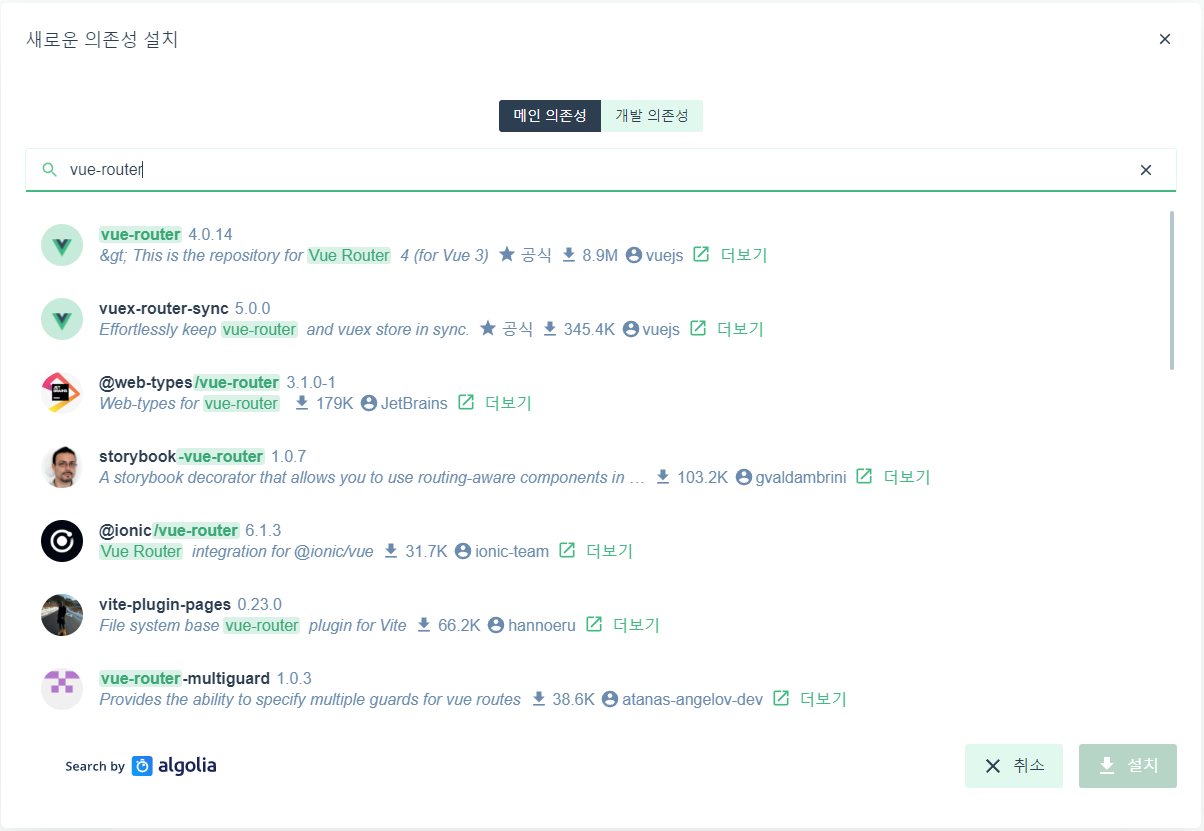 새로운 의존성 설치
메인 의존성 개발 의존성
vue-router
vue-router 4.0.14
&gt; This is the repository for Vue Router 4 (for Vue 3) 공식 8.9M vuejs 더보기
vuex-router-sync 5.0.0
Effortlessly keep vue-router and vuex store in sync. 공식 345.4K vuejs 더보기
@web-types/vue-router 3.1.0-1
Web-types for vue-router 179K JetBrains 더보기
storybook-vue-router 1.0.7
A storybook decorator that allows you to use routing-aware components in … 103.2K gvaldambrini 더보기
@ionic/vue-router 6.1.3
Vue Router integration for @ionic/vue 31.7K ionic-team 더보기
vite-plugin-pages 0.23.0
File system base vue-router plugin for Vite 66.2K hannoeru 더보기
vue-router-multiguard 1.0.3
Provides the ability to specify multiple guards for vue routes 38.6K atanas-angelov-dev 더보기
Search by algolia 취소 설치